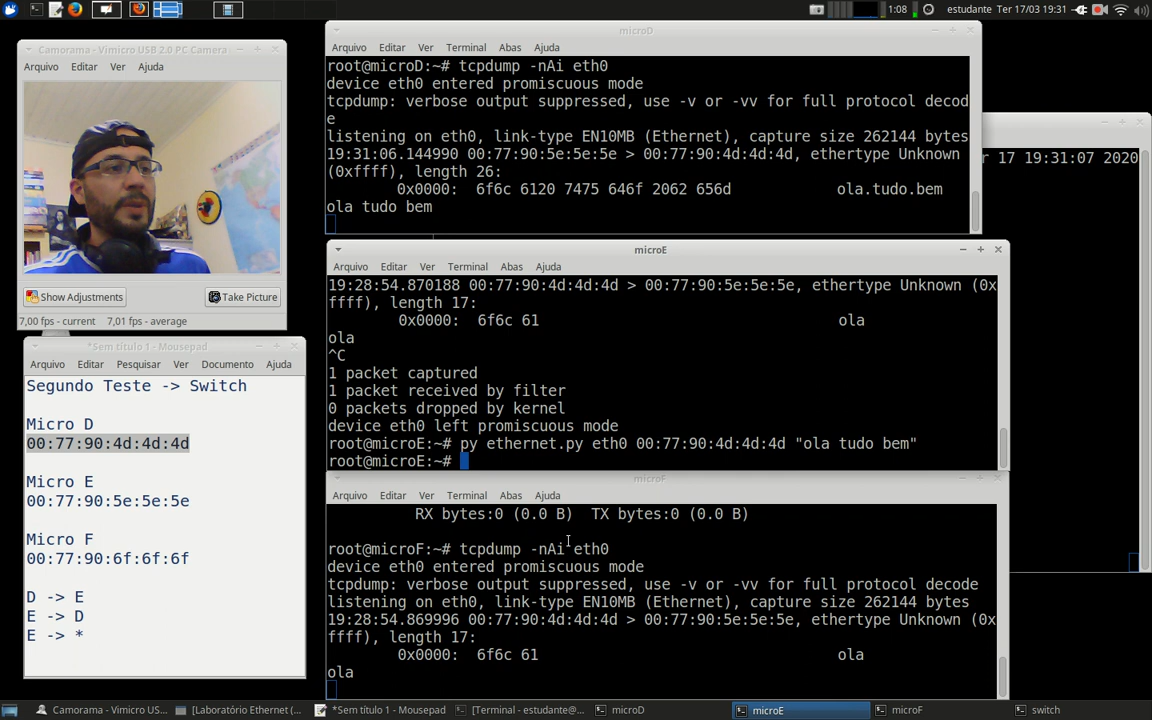 1:08
estudante
Ter 17/03 19:31
Camorama - Vimicro USB 2.0 PC Camera
Arquivo Editar Ver Ajuda
Show Adjustments
Take Picture
7,00 fps - current 7,01 fps - average
*Sem título 1 - Mousepad
Arquivo Editar Pesquisar Ver Documento Ajuda
Segundo Teste -> Switch
Micro D
00:77:90:4d:4d:4d
Micro E
00:77:90:5e:5e:5e
Micro F
00:77:90:6f:6f:6f
D -> E
E -> D
E -> *
microD
Arquivo Editar Ver Terminal Abas Ajuda
root@microD:~# tcpdump -nAi eth0
device eth0 entered promiscuous mode
tcpdump: verbose output suppressed, use -v or -vv for full protocol decod
e
listening on eth0, link-type EN10MB (Ethernet), capture size 262144 bytes
19:31:06.144990 00:77:90:5e:5e:5e > 00:77:90:4d:4d:4d, ethertype Unknown
(0xffff), length 26:
0x0000: 6f6c 6120 7475 646f 2062 656d ola.tudo.bem
ola tudo bem
r 17 19:31:07 2020
microE
Arquivo Editar Ver Terminal Abas Ajuda
19:28:54.870188 00:77:90:4d:4d:4d > 00:77:90:5e:5e:5e, ethertype Unknown (0x
ffff), length 17:
0x0000: 6f6c 61 ola
ola
^C
1 packet captured
1 packet received by filter
0 packets dropped by kernel
device eth0 left promiscuous mode
root@microE:~# py ethernet.py eth0 00:77:90:4d:4d:4d "ola tudo bem"
root@microE:~#
microF
Arquivo Editar Ver Terminal Abas Ajuda
RX bytes:0 (0.0 B) TX bytes:0 (0.0 B)
root@microF:~# tcpdump -nAi eth0
device eth0 entered promiscuous mode
tcpdump: verbose output suppressed, use -v or -vv for full protocol decode
listening on eth0, link-type EN10MB (Ethernet), capture size 262144 bytes
19:28:54.869996 00:77:90:4d:4d:4d > 00:77:90:5e:5e:5e, ethertype Unknown (0x
ffff), length 17:
0x0000: 6f6c 61 ola
ola
Camorama - Vimicro US... [Laboratório Ethernet (... *Sem título 1 - Mousepad [Terminal - estudante@... microD microE microF switch